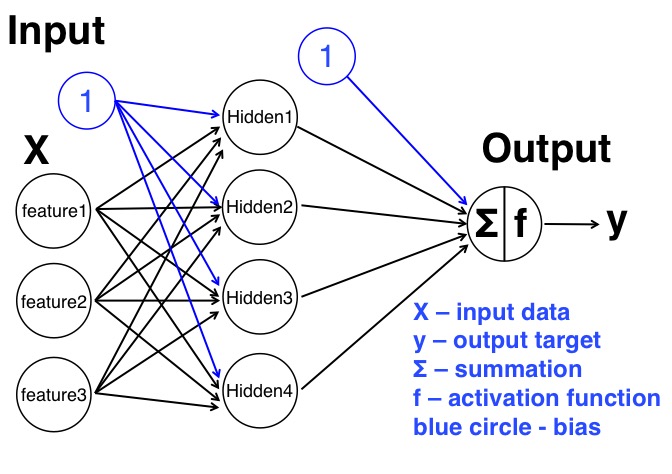 Input
1
1
Hidden1
X
Output
feature1
Hidden2
Σ f
y
feature2
Hidden3
X – input data
y – output target
Σ – summation
feature3
Hidden4
f – activation function
blue circle - bias